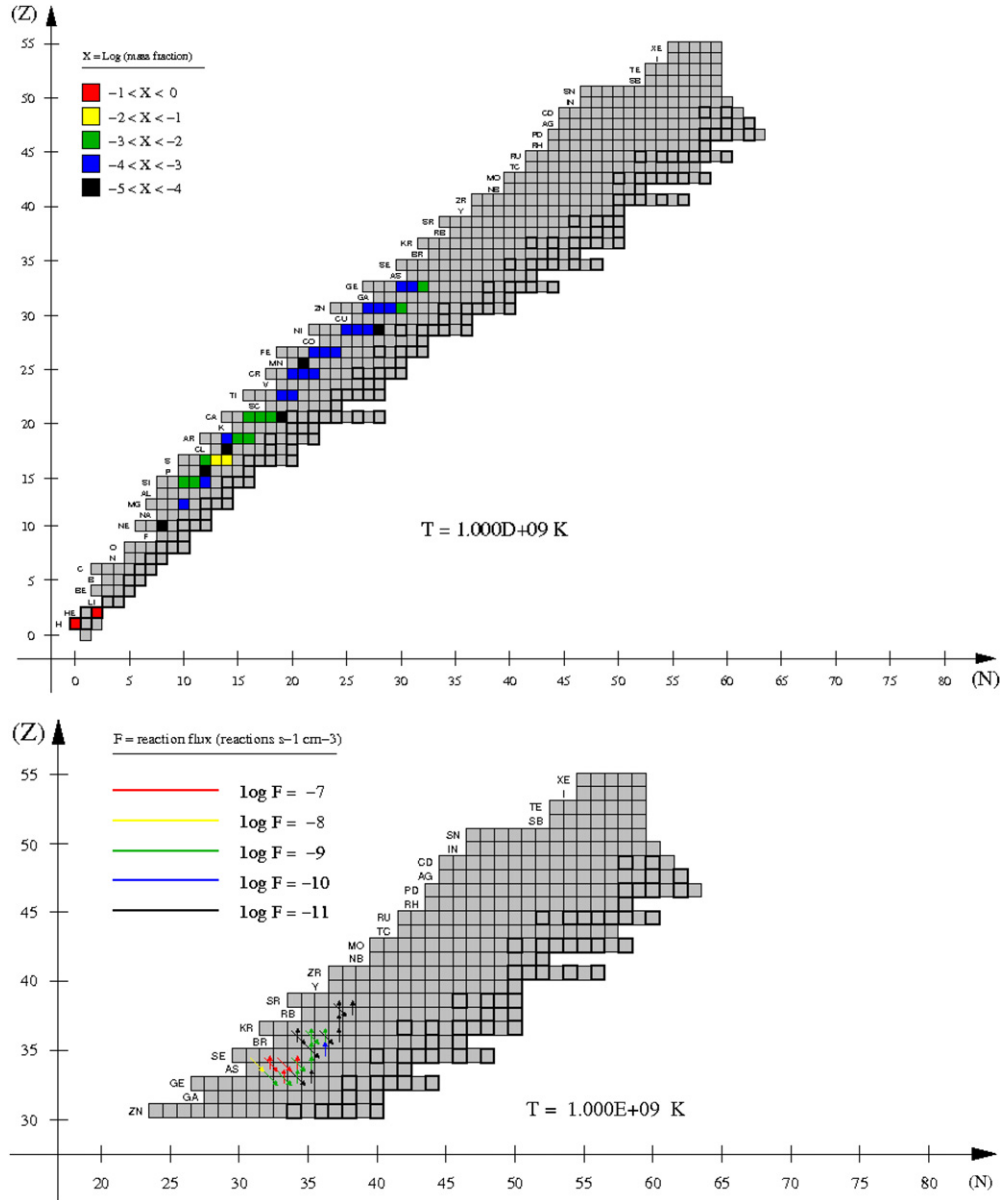 (Z)
55
50
45
40
35
30
25
20
15
10
5
0
X = Log (mass fraction)
−1 < X < 0
−2 < X < −1
−3 < X < −2
−4 < X < −3
−5 < X < −4
XE
I
TE
SB
SN
IN
CD
AG
PD
RH
RU
TC
MO
NB
ZR
Y
SR
RB
KR
BR
SE
AS
GE
GA
ZN
CU
NI
CO
FE
MN
CR
V
TI
SC
CA
K
AR
CL
S
P
SI
AL
MG
NA
NE
F
O
N
C
B
BE
LI
HE
H
T = 1.000D+09 K
0 5 10 15 20 25 30 35 40 45 50 55 60 65 70 75 80 (N)
(Z)
55
50
45
40
35
30
F = reaction flux (reactions s−1 cm−3)
log F = −7
log F = −8
log F = −9
log F = −10
log F = −11
XE
I
TE
SB
SN
IN
CD
AG
PD
RH
RU
TC
MO
NB
ZR
Y
SR
RB
KR
BR
SE
AS
GE
GA
ZN
T = 1.000E+09 K
20 25 30 35 40 45 50 55 60 65 70 75 80 (N)